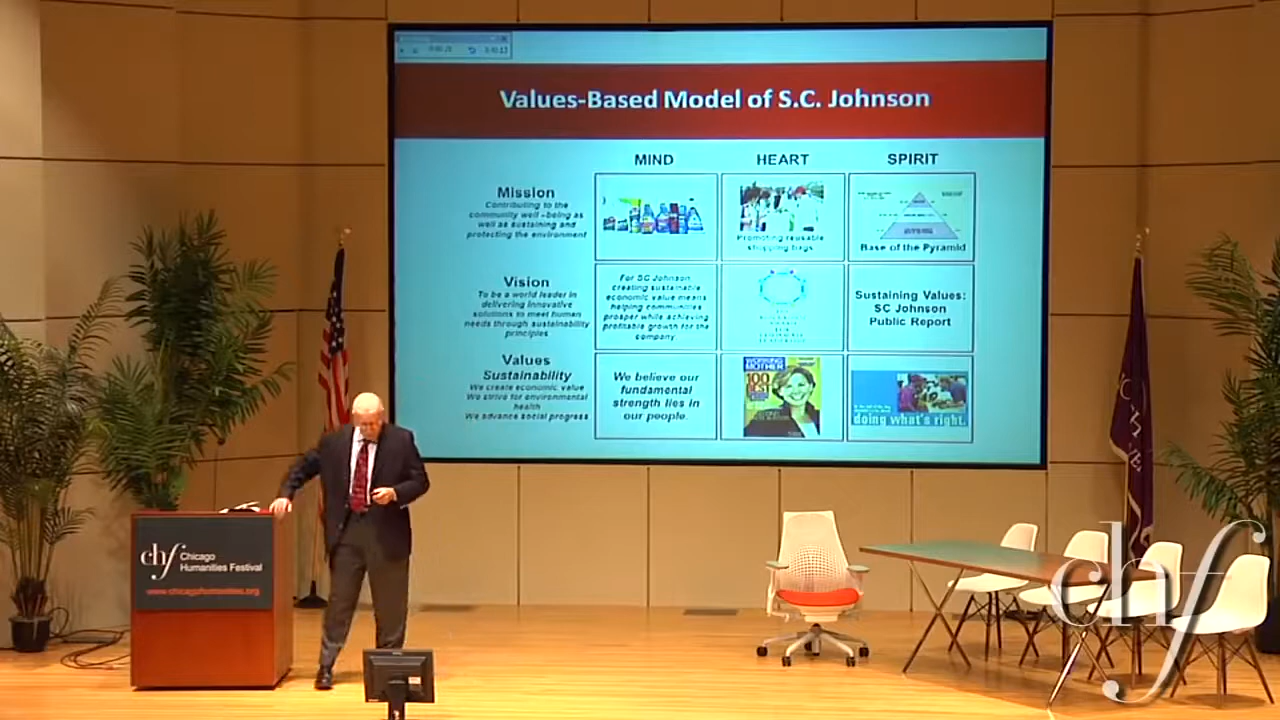 Values-Based Model of S.C. Johnson
MIND
HEART
SPIRIT
Mission
Contributing to the
community well-being as
well as sustaining and
protecting the environment
Promoting reusable
shopping bags
Base of the Pyramid
Vision
To be a world leader in
delivering innovative
solutions to meet human
needs through sustainability
principles
For SC Johnson
creating sustainable
economic value means
helping communities
prosper while achieving
profitable growth for the
company
Sustaining Values:
SC Johnson
Public Report
Values
Sustainability
We create economic value
We strive for environmental
health
We advance social progress
We believe our
fundamental
strength lies in
our people.
WORKING
MOTHER
100
doing what's right.
chf Chicago
Humanities Festival
www.chicagohumanities.org
chf